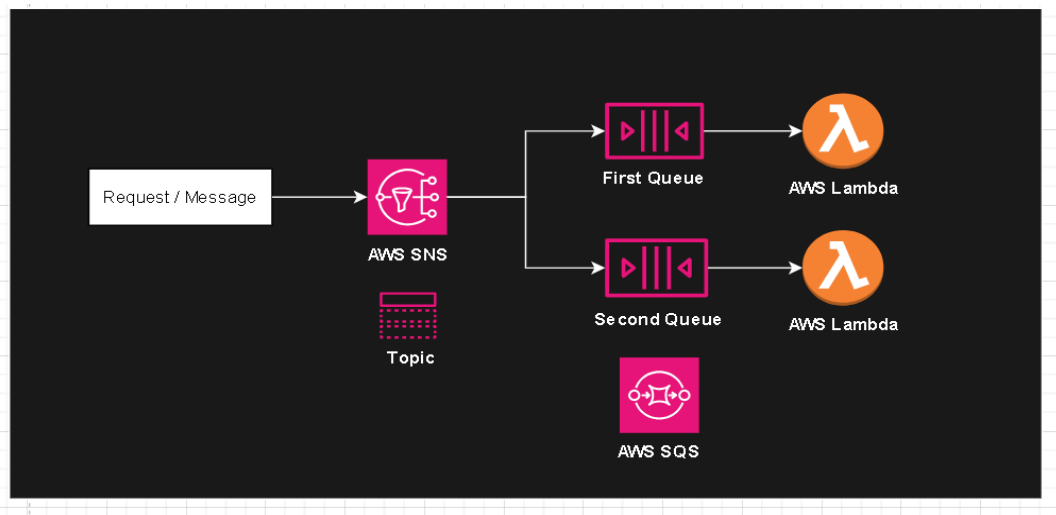 Request / Message
AWS SNS
Topic
First Queue
AWS Lambda
Second Queue
AWS Lambda
AWS SQS